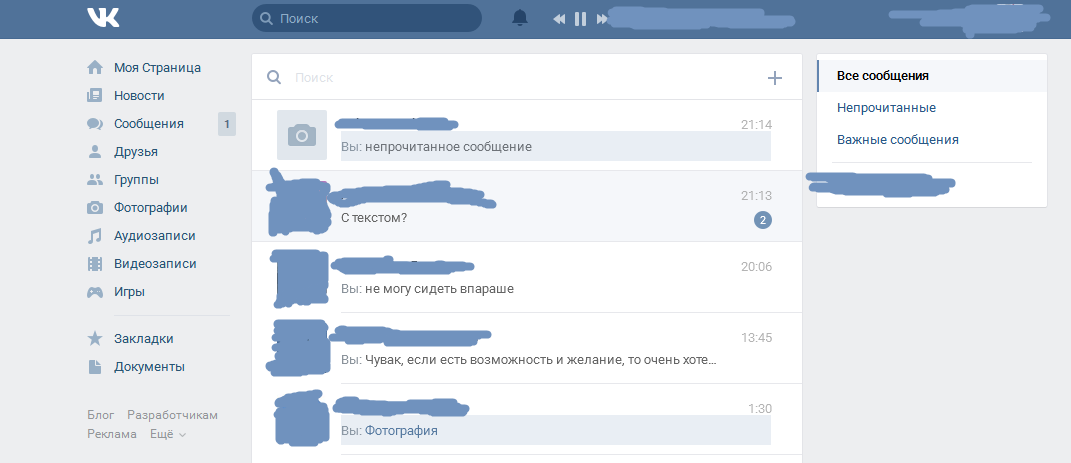 Поиск
Моя Страница
Новости
Сообщения 1
Друзья
Группы
Фотографии
Аудиозаписи
Видеозаписи
Игры
Закладки
Документы
Блог Разработчикам
Реклама Ещё
Поиск
21:14
Вы: непрочитанное сообщение
21:13
С текстом? 2
20:06
Вы: не могу сидеть впараше
13:45
Вы: Чувак, если есть возможность и желание, то очень хоте...
1:30
Вы: Фотография
Все сообщения
Непрочитанные
Важные сообщения